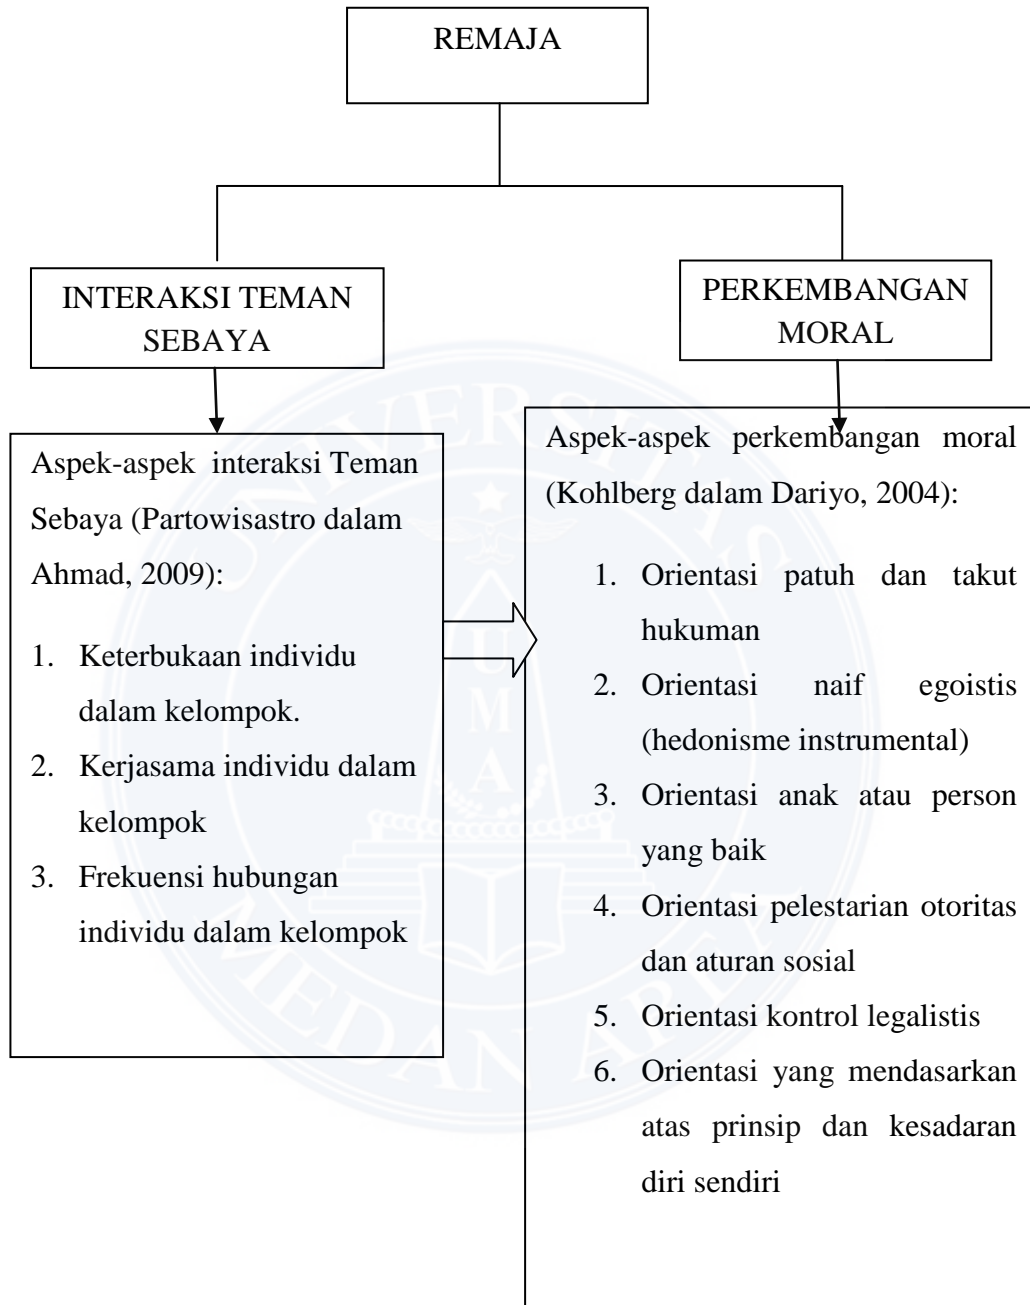 REMAJA
INTERAKSI TEMAN
SEBAYA
PERKEMBANGAN
MORAL
Aspek-aspek interaksi Teman
Sebaya (Partowisastro dalam
Ahmad, 2009):
1. Keterbukaan individu
dalam kelompok.
2. Kerjasama individu dalam
kelompok
3. Frekuensi hubungan
individu dalam kelompok
Aspek-aspek perkembangan moral
(Kohlberg dalam Dariyo, 2004):
1. Orientasi patuh dan takut
hukuman
2. Orientasi naif egoistis
(hedonisme instrumental)
3. Orientasi anak atau person
yang baik
4. Orientasi pelestarian otoritas
dan aturan sosial
5. Orientasi kontrol legalistis
6. Orientasi yang mendasarkan
atas prinsip dan kesadaran
diri sendiri
UNIVERSITAS
MEDAN AREA
U
M
A